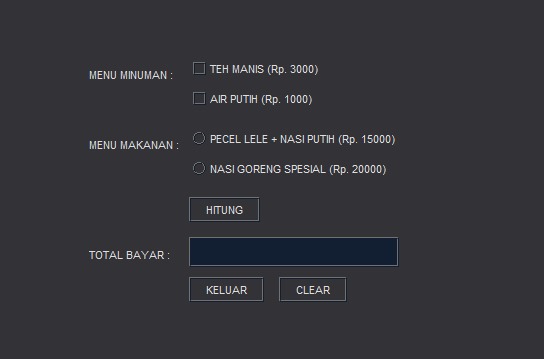 MENU MINUMAN :
TEH MANIS (Rp. 3000)
AIR PUTIH (Rp. 1000)
MENU MAKANAN :
PECEL LELE + NASI PUTIH (Rp. 15000)
NASI GORENG SPESIAL (Rp. 20000)
HITUNG
TOTAL BAYAR :
KELUAR
CLEAR